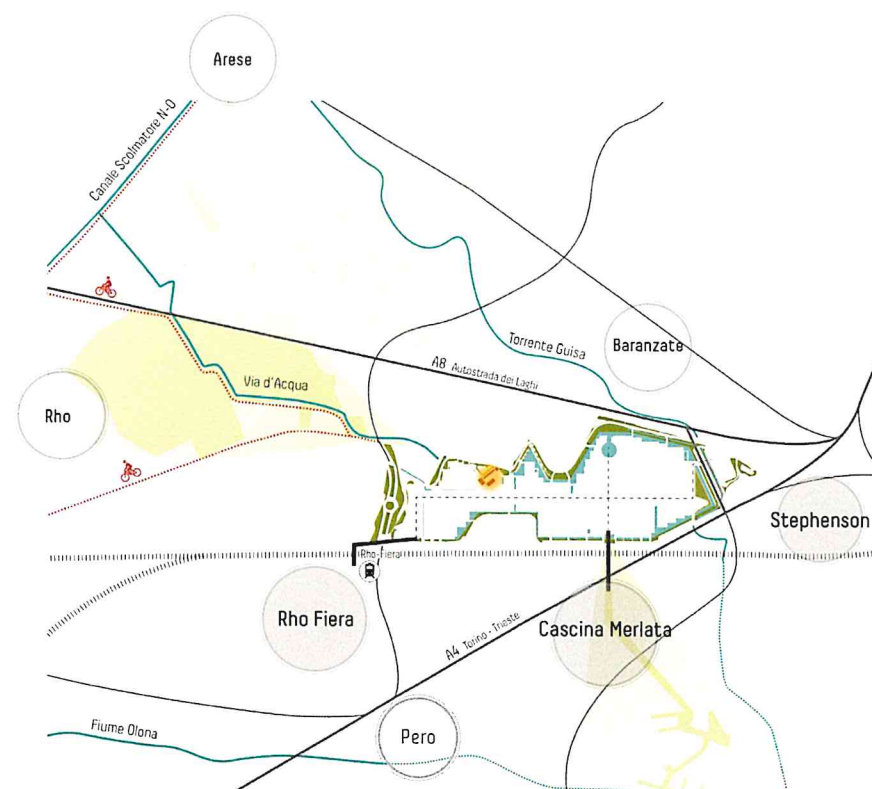 Arese
Canale Scolmatore N-O
Torrente Guisa
Baranzate
A8 Autostrada dei Laghi
Via d'Acqua
Rho
Stephenson
Rho-Fiera
Rho Fiera
Cascina Merlata
A4 Torino - Trieste
Pero
Fiume Olona